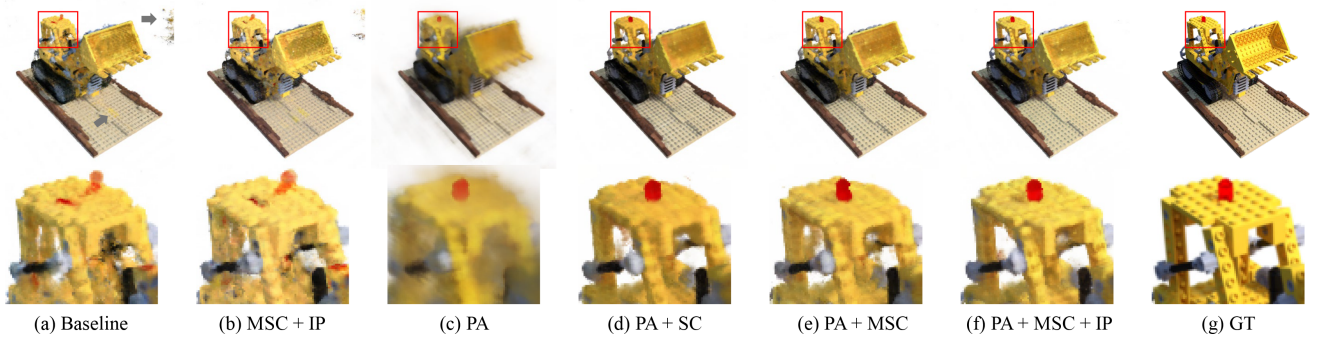 (a) Baseline
(b) MSC + IP
(c) PA
(d) PA + SC
(e) PA + MSC
(f) PA + MSC + IP
(g) GT